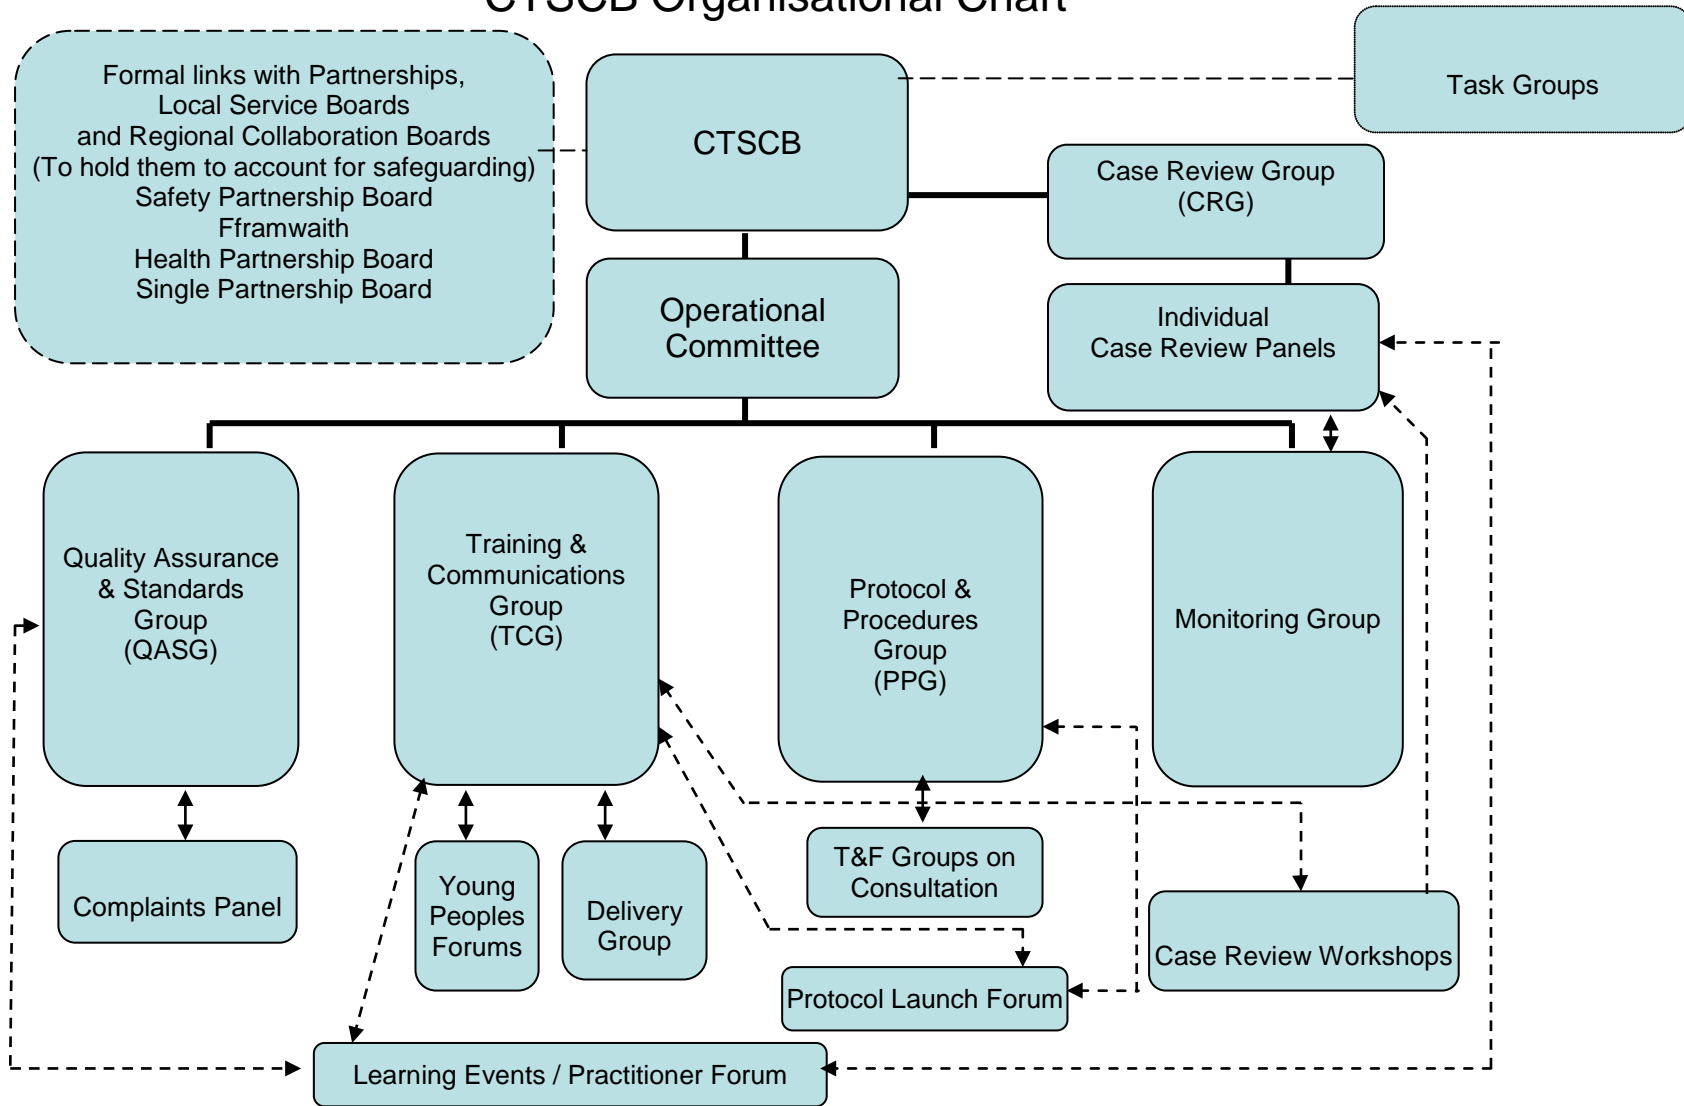 CTSCB Organisational Chart
Formal links with Partnerships,
Local Service Boards
and Regional Collaboration Boards
(To hold them to account for safeguarding)
Safety Partnership Board
Fframwaith
Health Partnership Board
Single Partnership Board
CTSCB
Task Groups
Case Review Group
(CRG)
Operational
Committee
Individual
Case Review Panels
Quality Assurance
& Standards
Group
(QASG)
Training &
Communications
Group
(TCG)
Protocol &
Procedures
Group
(PPG)
Monitoring Group
Complaints Panel
Young
Peoples
Forums
Delivery
Group
T&F Groups on
Consultation
Case Review Workshops
Protocol Launch Forum
Learning Events / Practitioner Forum